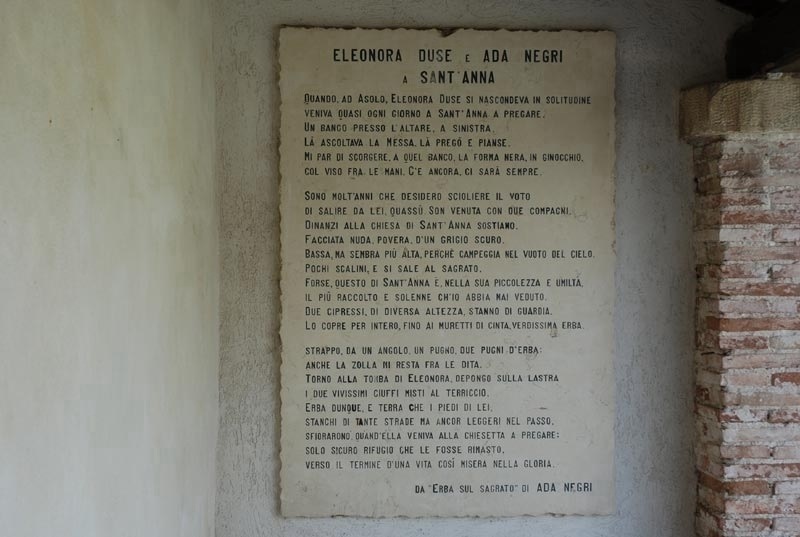 ELEONORA DUSE E ADA NEGRI
A SANT'ANNA
QUANDO, AD ASOLO, ELEONORA DUSE SI NASCONDEVA IN SOLITUDINE
VENIVA QUASI OGNI GIORNO A SANT'ANNA A PREGARE.
UN BANCO PRESSO L'ALTARE, A SINISTRA.
LÀ ASCOLTAVA LA MESSA, LÀ PREGÒ E PIANSE.
MI PAR DI SCORGERE, A QUEL BANCO, LA FORMA NERA, IN GINOCCHIO,
COL VISO FRA LE MANI. C'È ANCORA, CI SARÀ SEMPRE.
SONO MOLT'ANNI CHE DESIDERO SCIOLIERE IL VOTO
DI SALIRE DA LEI, QUASSÙ. SON VENUTA CON DUE COMPAGNI.
DINANZI ALLA CHIESA DI SANT'ANNA SOSTIAMO.
FACCIATA NUDA, POVERA, D'UN GRIGIO SCURO.
BASSA, MA SEMBRA PIÙ ALTA, PERCHÈ CAMPEGGIA NEL VUOTO DEL CIELO.
POCHI SCALINI, E SI SALE AL SAGRATO.
FORSE, QUESTO DI SANT'ANNA È, NELLA SUA PICCOLEZZA E UMILTÀ,
IL PIÙ RACCOLTO E SOLENNE CH'IO ABBIA MAI VEDUTO.
DUE CIPRESSI, DI DIVERSA ALTEZZA, STANNO DI GUARDIA.
LO COPRE PER INTERO, FINO AI MURETTI DI CINTA, VERDISSIMA ERBA.
STRAPPO, DA UN ANGOLO, UN PUGNO, DUE PUGNI D'ERBA:
ANCHE LA ZOLLA MI RESTA FRA LE DITA.
TORNO ALLA TOMBA DI ELEONORA, DEPONGO SULLA LASTRA
I DUE VIVISSIMI CIUFFI MISTI AL TERRICCIO.
ERBA DUNQUE, E TERRA CHE I PIEDI DI LEI,
STANCHI DI TANTE STRADE MA ANCOR LEGGERI NEL PASSO,
SFIORARONO, QUAND'ELLA VENIVA ALLA CHIESETTA A PREGARE:
SOLO SICURO RIFUGIO CHE LE FOSSE RIMASTO,
VERSO IL TERMINE D'UNA VITA COSÌ MISERA NELLA GLORIA.
DA "ERBA SUL SAGRATO" DI ADA NEGRI